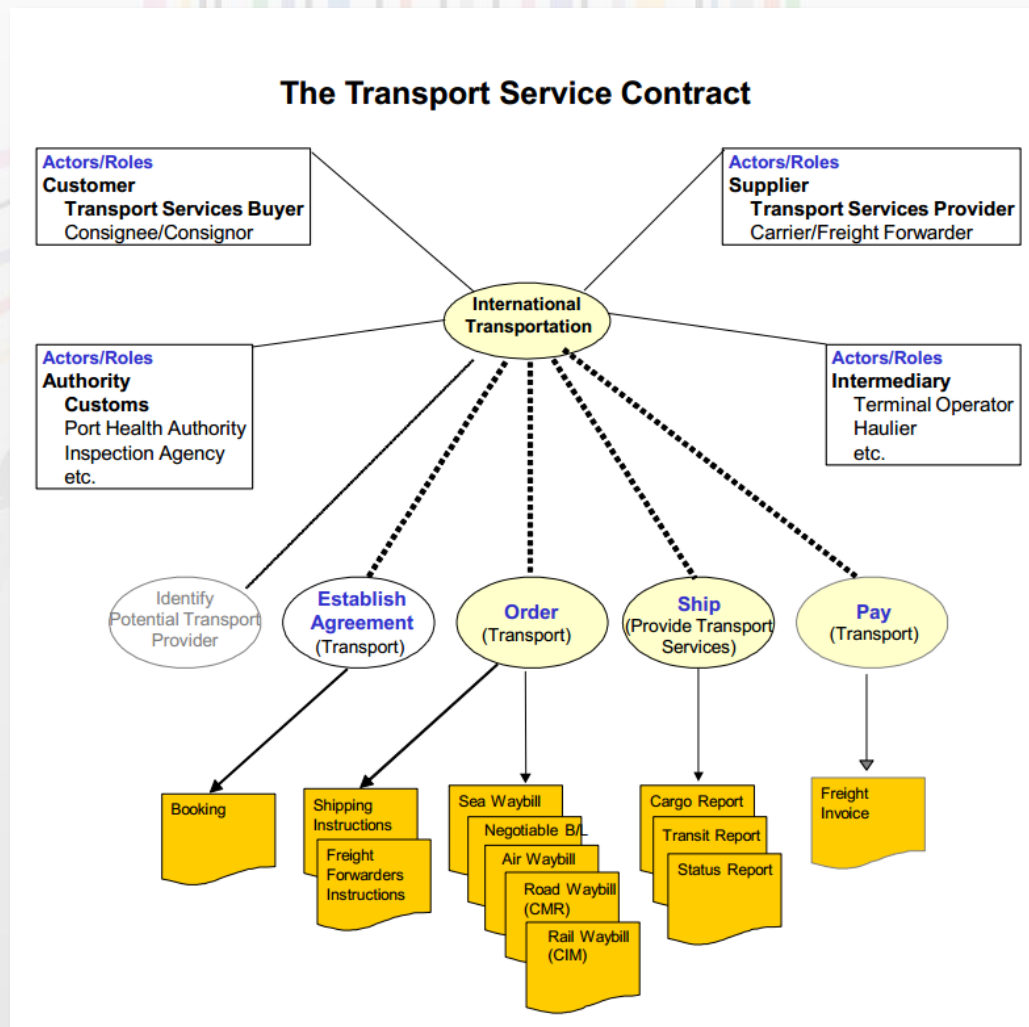 The Transport Service Contract
Actors/Roles
Customer
Transport Services Buyer
Consignee/Consignor
Actors/Roles
Supplier
Transport Services Provider
Carrier/Freight Forwarder
International
Transportation
Actors/Roles
Authority
Customs
Port Health Authority
Inspection Agency
etc.
Actors/Roles
Intermediary
Terminal Operator
Haulier
etc.
Identify
Potential Transport
Provider
Establish
Agreement
(Transport)
Order
(Transport)
Ship
(Provide Transport
Services)
Pay
(Transport)
Booking
Shipping
Instructions
Freight
Forwarders
Instructions
Sea Waybill
Negotiable B/L
Air Waybill
Road Waybill
(CMR)
Rail Waybill
(CIM)
Cargo Report
Transit Report
Status Report
Freight
Invoice